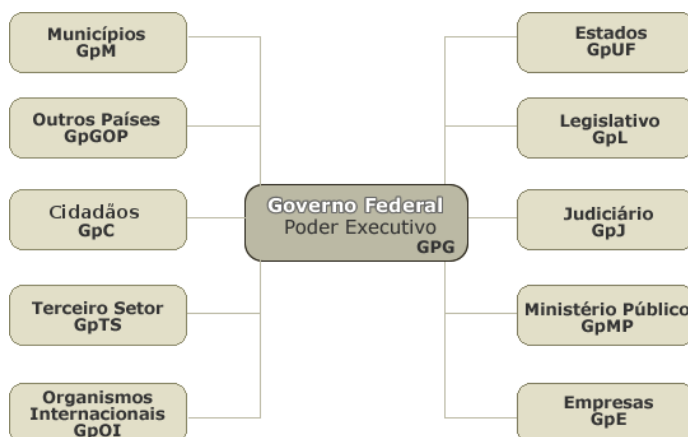 Municípios
GpM
Outros Países
GpGOP
Cidadãos
GpC
Terceiro Setor
GpTS
Organismos
Internacionais
GpOI
Governo Federal
Poder Executivo
GPG
Estados
GpUF
Legislativo
GpL
Judiciário
GpJ
Ministério Público
GpMP
Empresas
GpE